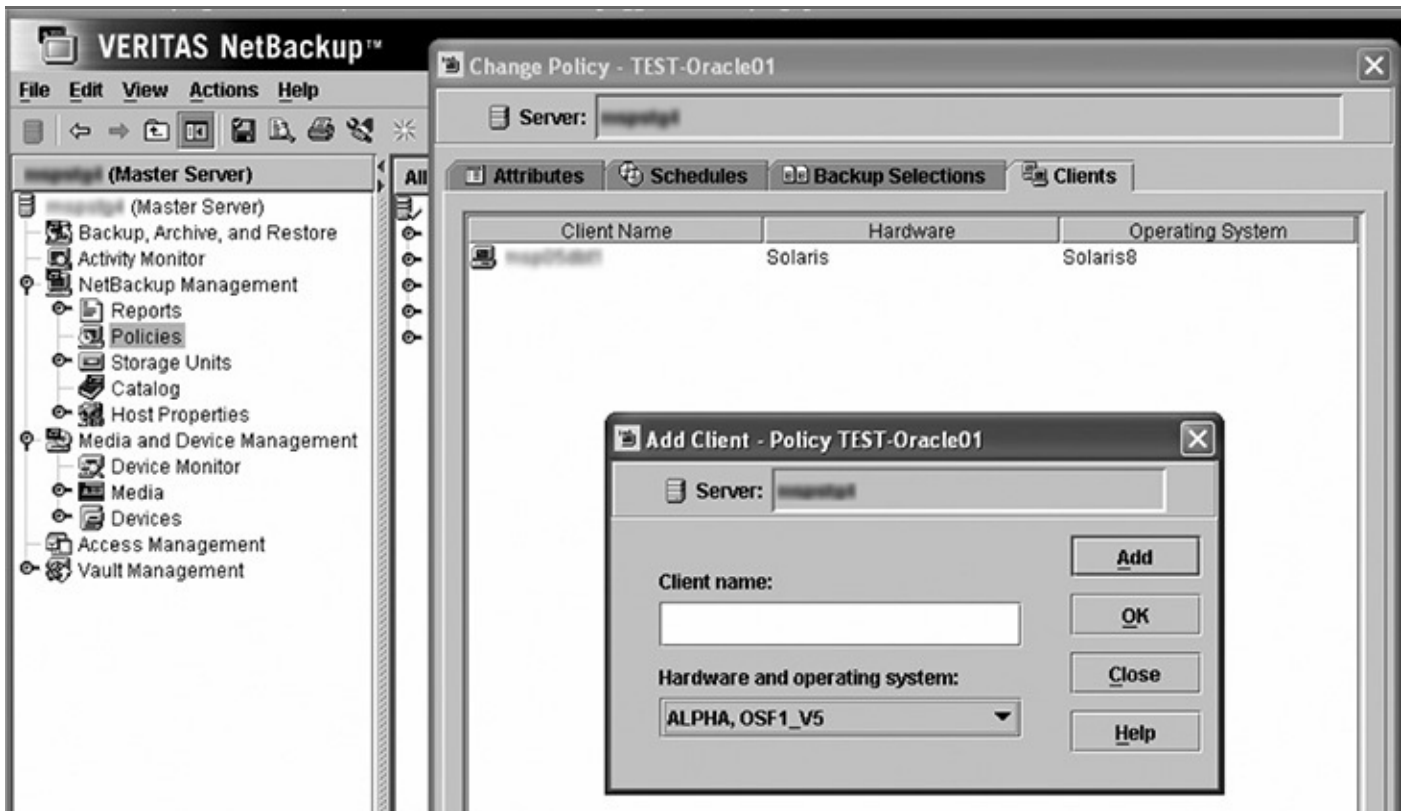 VERITAS NetBackup™
File Edit View Actions Help
(Master Server)
(Master Server)
Backup, Archive, and Restore
Activity Monitor
NetBackup Management
Reports
Policies
Storage Units
Catalog
Host Properties
Media and Device Management
Device Monitor
Media
Devices
Access Management
Vault Management
All
Change Policy - TEST-Oracle01
Server:
Attributes Schedules Backup Selections Clients
Client Name Hardware Operating System
Solaris Solaris8
Add Client - Policy TEST-Oracle01
Server:
Client name:
Hardware and operating system:
ALPHA, OSF1_V5
Add
OK
Close
Help